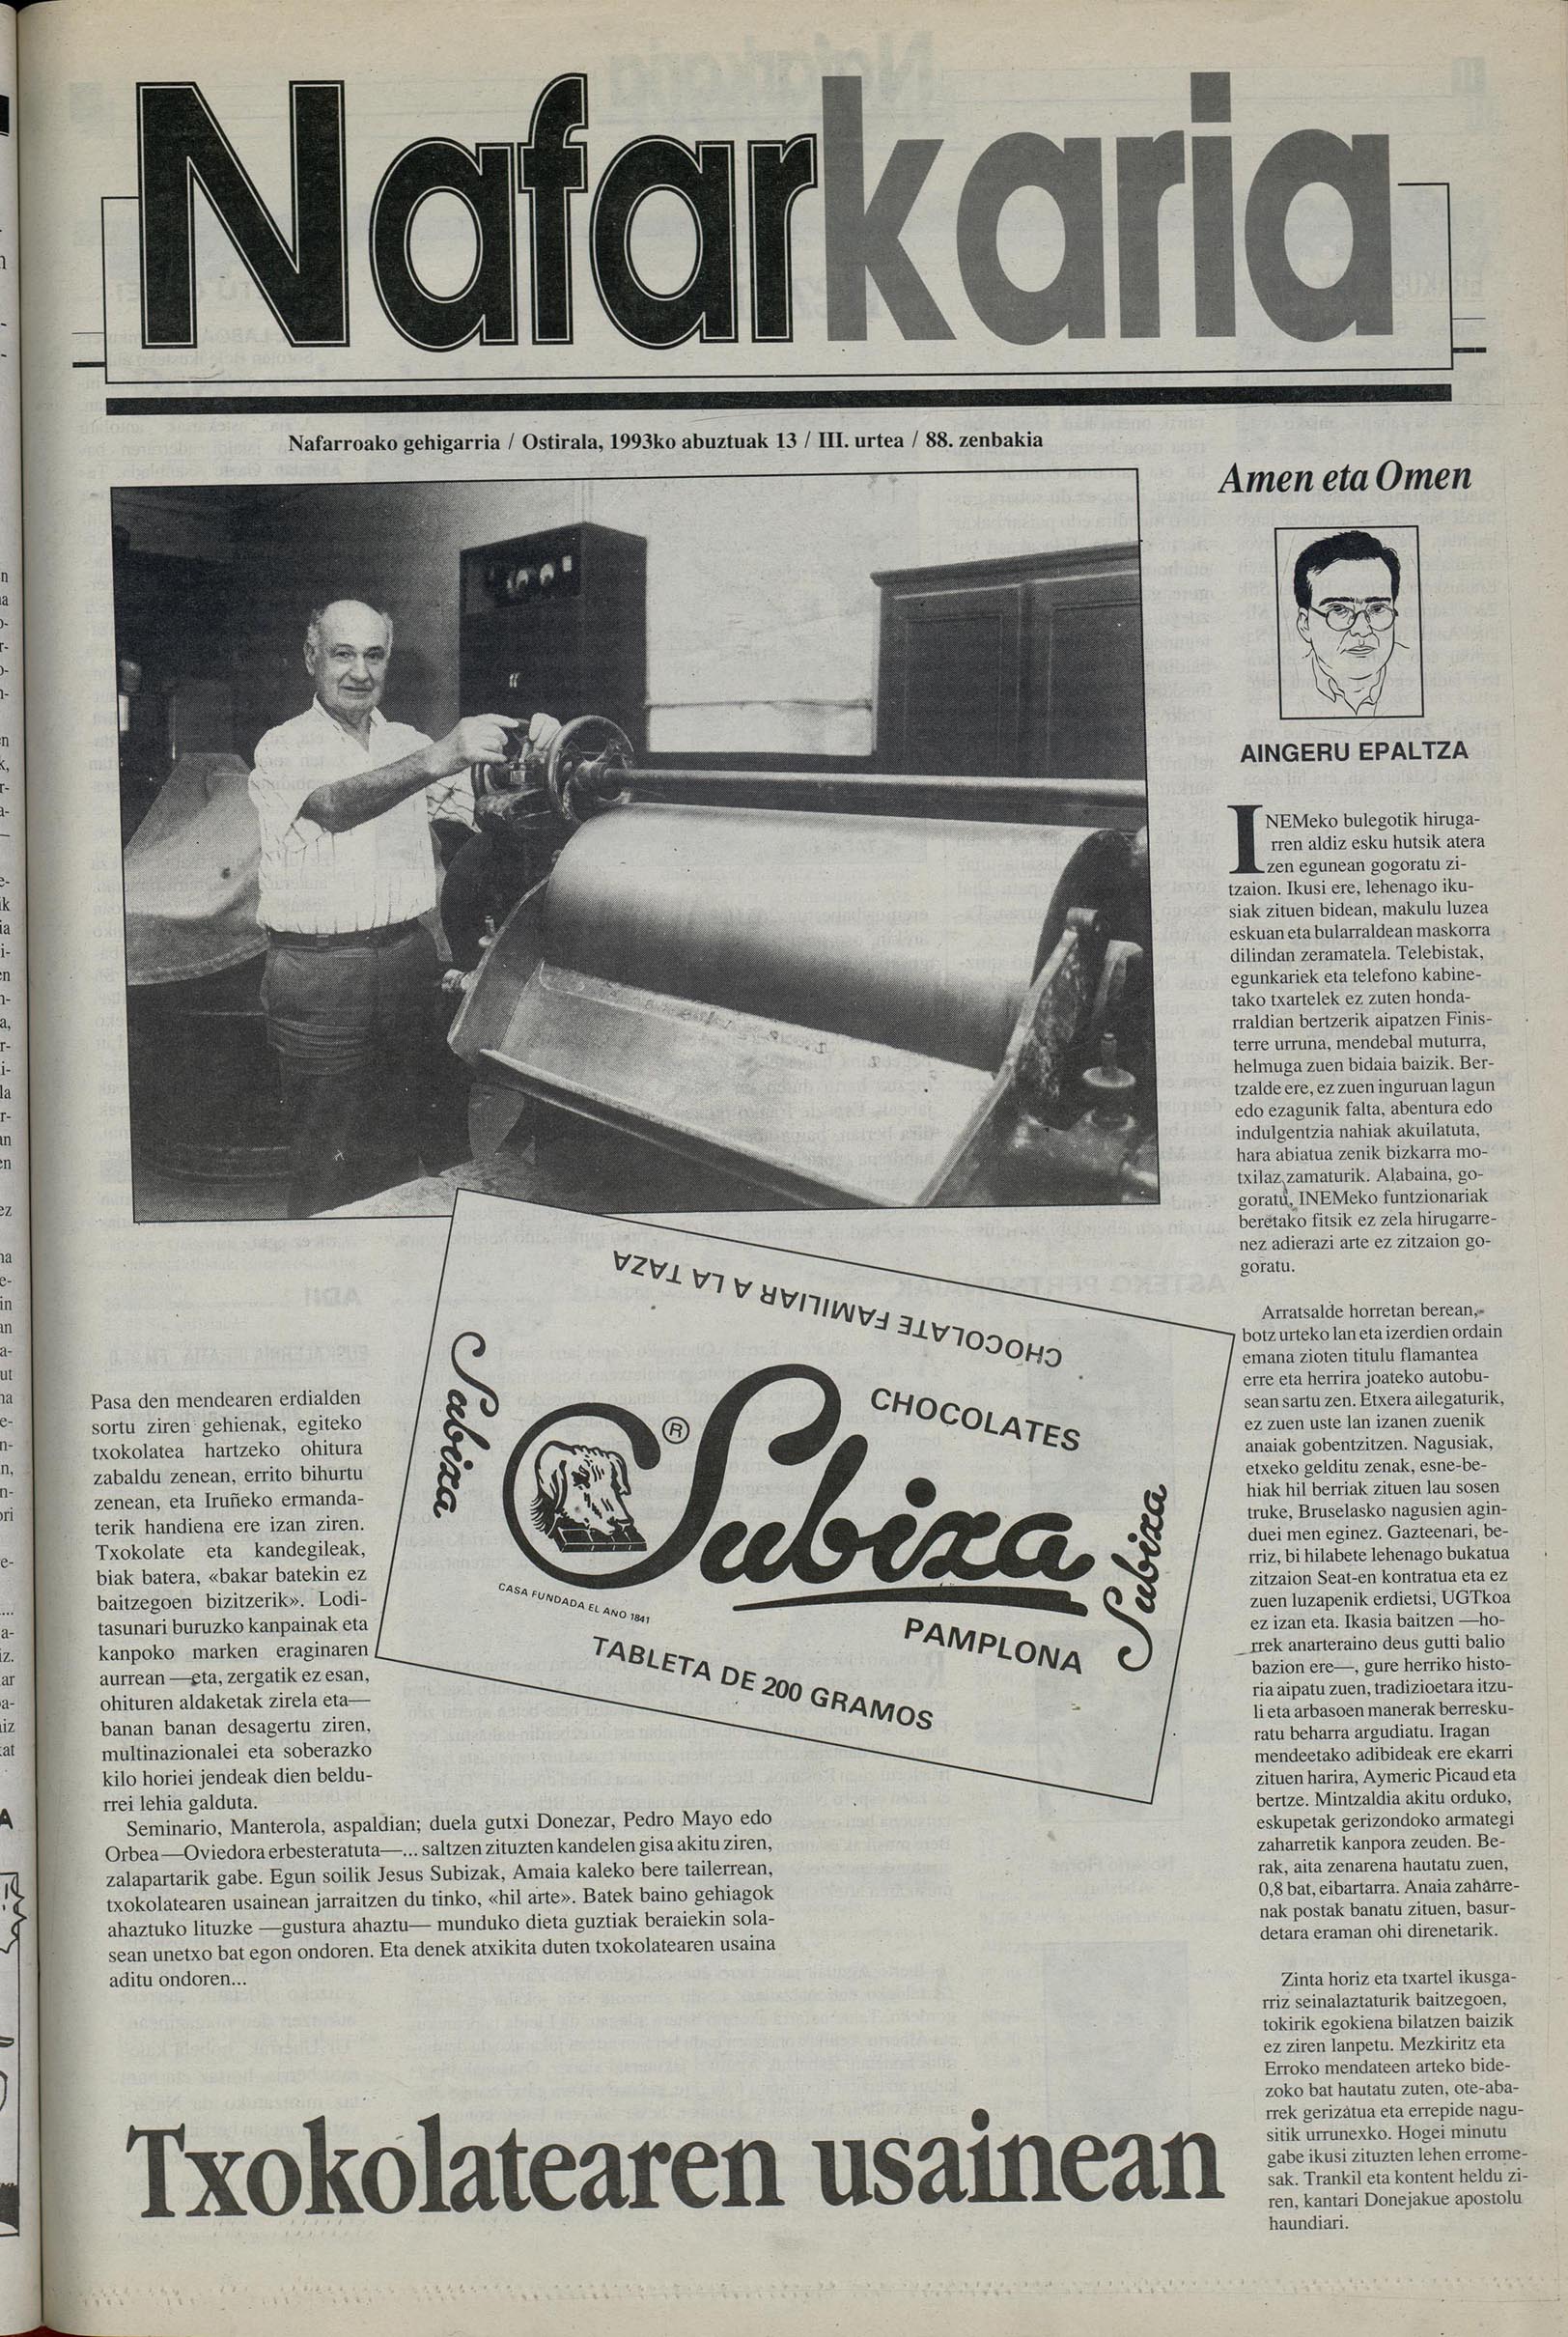 Nafarkaria
Nafarroako gehigarria / Ostirala, 1993ko abuztuak 13 / III. urtea / 88. zenbakia
CHOCOLATE FAMILIAR A LA TAZA
Subiza
CHOCOLATES
®
Subiza
Subiza
CASA FUNDADA EL AÑO 1841
PAMPLONA
TABLETA DE 200 GRAMOS
Pasa den mendearen erdialden
sortu ziren gehienak, egiteko
txokolatea hartzeko ohitura
zabaldu zenean, errito bihurtu
zenean, eta Iruñeko ermanda-
terik handiena ere izan ziren.
Txokolate eta kandegileak,
biak batera, «bakar batekin ez
baitzegoen bizitzerik». Lodi-
tasunari buruzko kanpainak eta
kanpoko marken eraginaren
aurrean —eta, zergatik ez esan,
ohituren aldaketak zirela eta—
banan banan desagertu ziren,
multinazionalei eta soberazko
kilo horiei jendeak dien beldu-
rrei lehia galduta.
Seminario, Manterola, aspaldian; duela gutxi Donezar, Pedro Mayo edo
Orbea —Oviedora erbesteratuta—... saltzen zituzten kandelen gisa akitu ziren,
zalapartarik gabe. Egun soilik Jesus Subizak, Amaia kaleko bere tailerrean,
txokolatearen usainean jarraitzen du tinko, «hil arte». Batek baino gehiagok
ahaztuko lituzke —gustura ahaztu— munduko dieta guztiak beraiekin sola-
sean unetxo bat egon ondoren. Eta denek atxikita duten txokolatearen usaina
aditu ondoren...
Txokolatearen usainean
Amen eta Omen
AINGERU EPALTZA
INEMeko bulegotik hiruga-
rren aldiz esku hutsik atera
zen egunean gogoratu zi-
tzaion. Ikusi ere, lehenago iku-
siak zituen bidean, makulu luzea
eskuan eta bularraldean maskorra
dilindan zeramatela. Telebistak,
egunkariek eta telefono kabine-
tako txartelek ez zuten honda-
rraldian bertzerik aipatzen Finis-
terre urruna, mendebal muturra,
helmuga zuen bidaia baizik. Ber-
tzalde ere, ez zuen inguruan lagun
edo ezagunik falta, abentura edo
indulgentzia nahiak akuilatuta,
hara abiatua zenik bizkarra mo-
txilaz zamaturik. Alabaina, go-
goratu, INEMeko funtzionariak
beretako fitsik ez zela hirugarre-
nez adierazi arte ez zitzaion go-
goratu.
Arratsalde horretan berean,
botz urteko lan eta izerdien ordain
emana zioten titulu flamantea
erre eta herrira joateko autobu-
sean sartu zen. Etxera ailegaturik,
ez zuen uste lan izanen zuenik
anaiak gobentzitzen. Nagusiak,
etxeko gelditu zenak, esne-be-
hiak hil berriak zituen lau sosen
truke, Bruselasko nagusien agin-
duei men eginez. Gazteenari, be-
rriz, bi hilabete lehenago bukatua
zitzaion Seat-en kontratua eta ez
zuen luzapenik erdietsi, UGTkoa
ez izan eta. Ikasia baitzen —ho-
rrek anarteraino deus gutti balio
bazion ere—, gure herriko histo-
ria aipatu zuen, tradizioetara itzu-
li eta arbasoen manerak berresku-
ratu beharra argudiatu. Iragan
mendeetako adibideak ere ekarri
zituen harira, Aymeric Picaud eta
bertze. Mintzaldia akitu orduko,
eskupetak gerizondoko armategi
zaharretik kanpora zeuden. Be-
rak, aita zenarena hautatu zuen,
0,8 bat, eibartarra. Anaia zaharre-
nak postak banatu zituen, basur-
detara eraman ohi direnetarik.
Zinta horiz eta txartel ikusga-
rriz seinalaztaturik baitzegoen,
tokirik egokiena bilatzen baizik
ez ziren lanpetu. Mezkiritz eta
Erroko mendateen arteko bide-
zoko bat hautatu zuten, ote-aba-
rrek gerizatua eta errepide nagu-
sitik urrunexko. Hogei minutu
gabe ikusi zituzten lehen errome-
sak. Trankil eta kontent heldu zi-
ren, kantari Donejakue apostolu
haundiari.